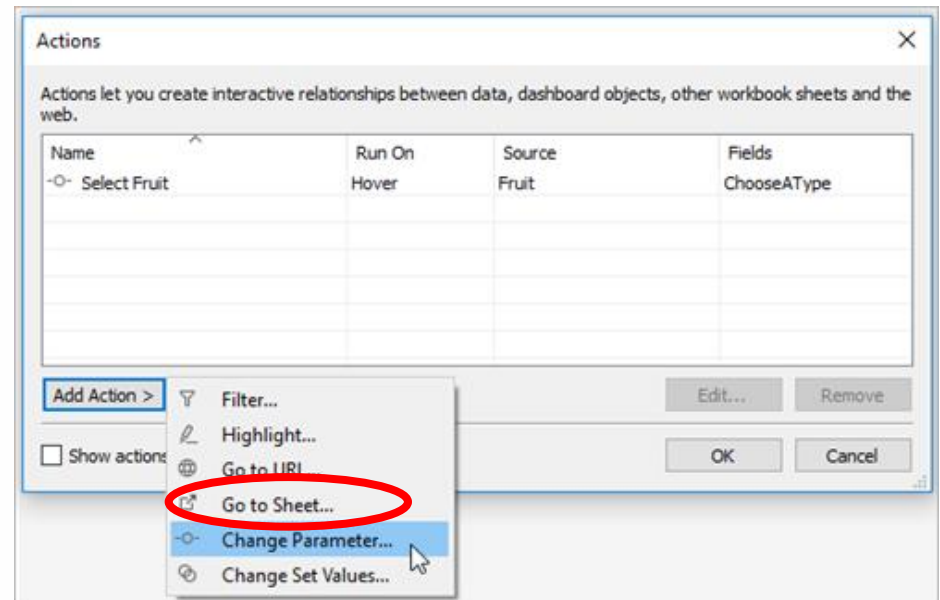 Actions
Actions let you create interactive relationships between data, dashboard objects, other workbook sheets and the
web.
Name Run On Source Fields
Select Fruit Hover Fruit ChooseAType
Add Action > Edit... Remove
Filter...
Highlight...
Show actions OK Cancel
Go to URL...
Go to Sheet...
Change Parameter...
Change Set Values...